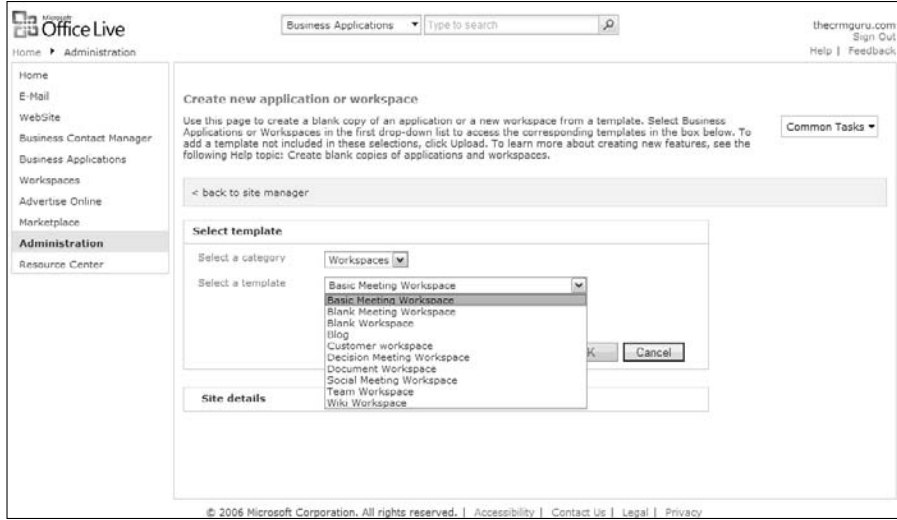 Microsoft
Office Live
Business Applications
Type to search
thecrmguru.com
Sign Out
Help | Feedback
Home ▸ Administration
Home
E-Mail
WebSite
Business Contact Manager
Business Applications
Workspaces
Advertise Online
Marketplace
Administration
Resource Center
Create new application or workspace
Use this page to create a blank copy of an application or a new workspace from a template. Select Business
Applications or Workspaces in the first drop-down list to access the corresponding templates in the box below. To
add a template not included in these selections, click Upload. To learn more about creating new features, see the
following Help topic: Create blank copies of applications and workspaces.
Common Tasks
< back to site manager
Select template
Select a category
Workspaces
Select a template
Basic Meeting Workspace
Basic Meeting Workspace
Blank Meeting Workspace
Blank Workspace
Blog
Customer workspace
Decision Meeting Workspace
Document Workspace
Social Meeting Workspace
Team Workspace
Wiki Workspace
K
Cancel
Site details
© 2006 Microsoft Corporation. All rights reserved. | Accessibility | Contact Us | Legal | Privacy